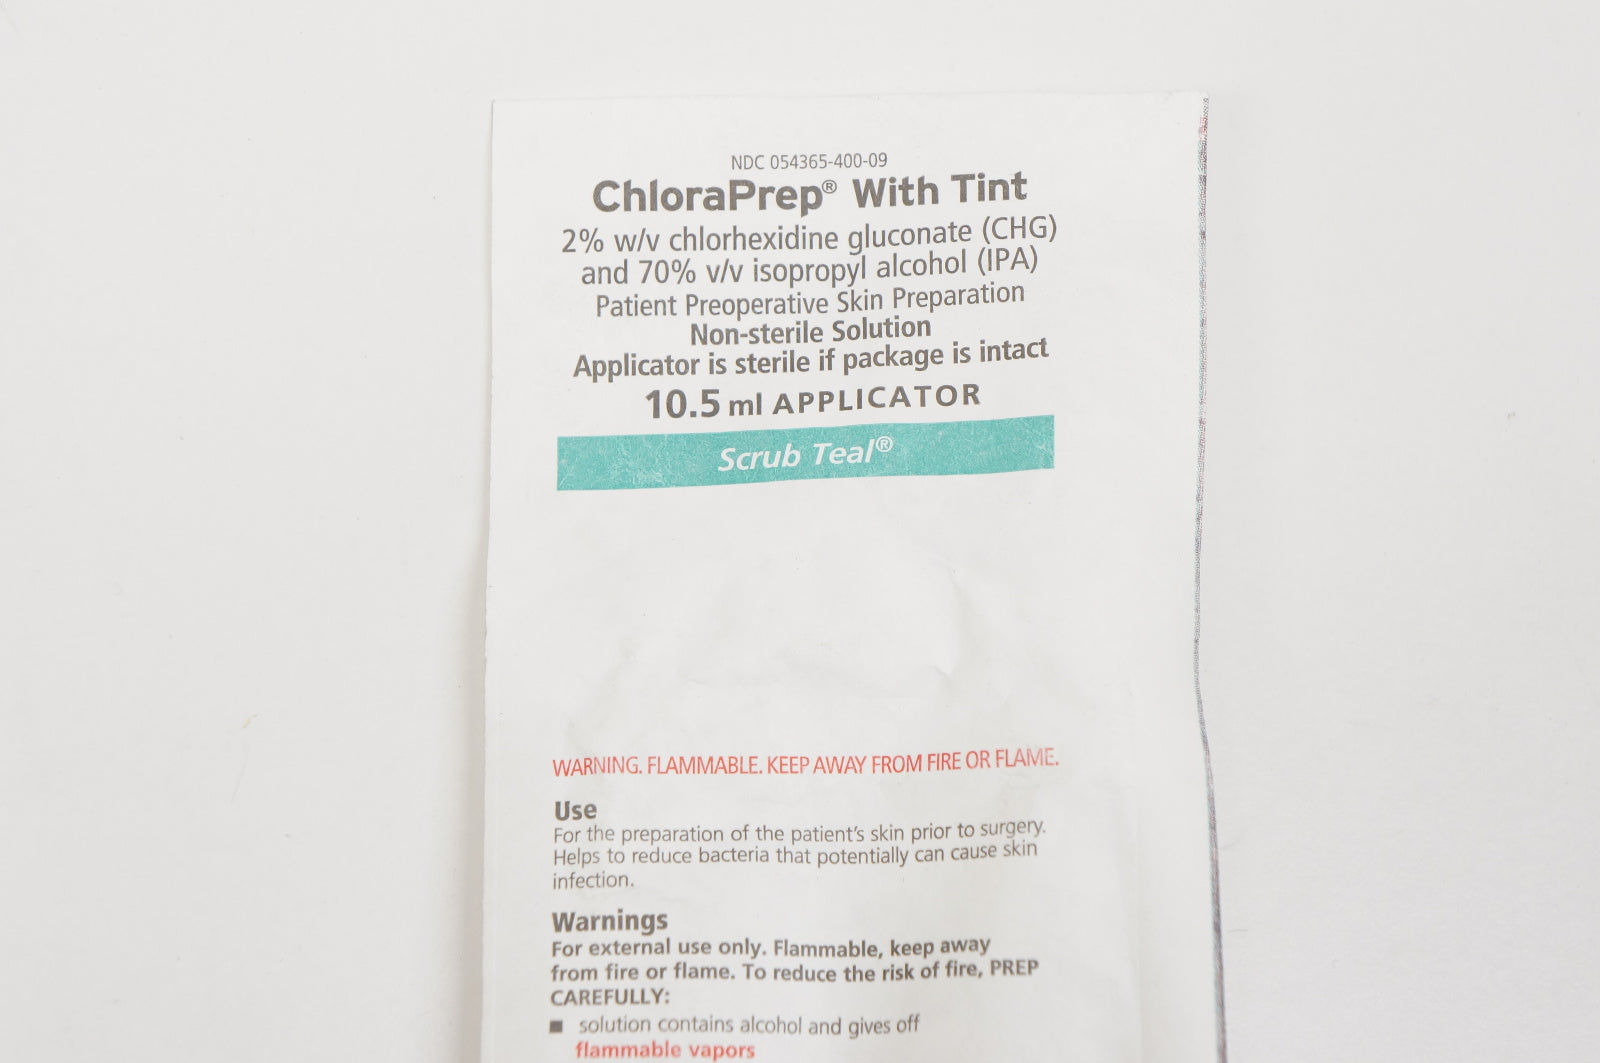 NDC 054365-400-09
ChloraPrep® With Tint
2% w/v chlorhexidine gluconate (CHG)
and 70% v/v isopropyl alcohol (IPA)
Patient Preoperative Skin Preparation
Non-sterile Solution
Applicator is sterile if package is intact
10.5 ml APPLICATOR
Scrub Teal®
WARNING. FLAMMABLE. KEEP AWAY FROM FIRE OR FLAME.
Use
For the preparation of the patient's skin prior to surgery.
Helps to reduce bacteria that potentially can cause skin
infection.
Warnings
For external use only. Flammable, keep away
from fire or flame. To reduce the risk of fire, PREP
CAREFULLY:
■ solution contains alcohol and gives off
flammable vapors